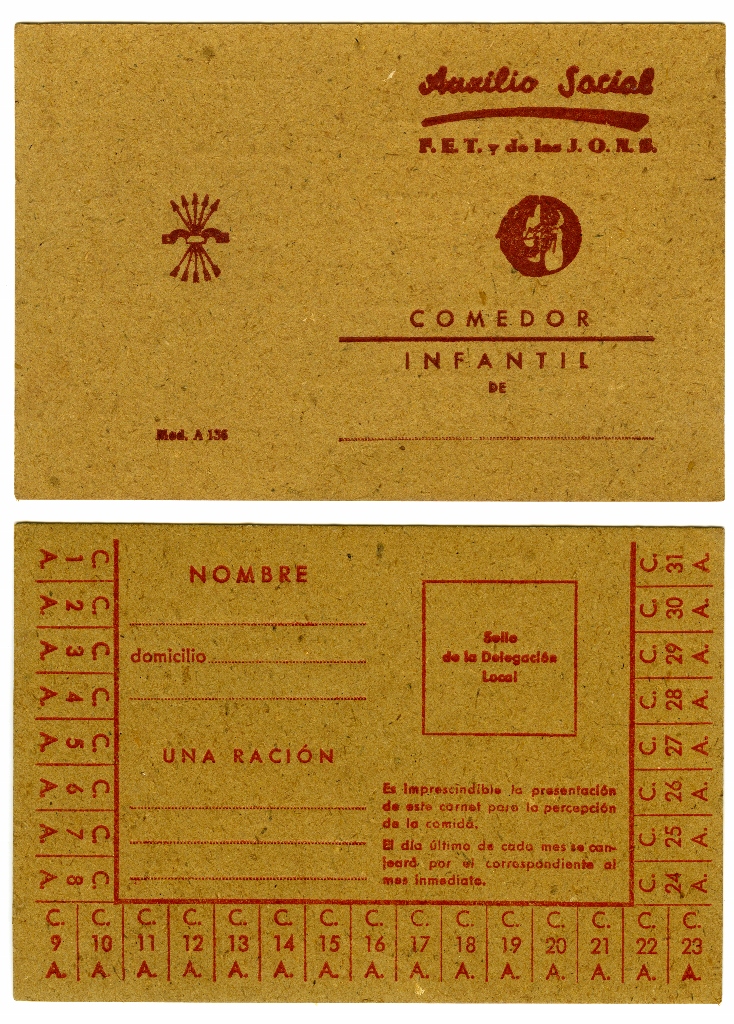 Auxilio Social
F. E. T. y de las J. O. N. S.
COMEDOR
INFANTIL
DE
Mod. A 136
NOMBRE
domicilio
UNA RACIÓN
Sello
de la Delegación
Local
Es imprescindible la presentación
de este carnet para la percepción
de la comida.
El día último de cada mes se can-
jeará por el correspondiente al
mes inmediato.
A. 1 C.
A. 2 C.
A. 3 C.
A. 4 C.
A. 5 C.
A. 6 C.
A. 7 C.
A. 8 C.
C. C. C. C. C. C. C. C. C. C. C. C. C. C. C.
9 10 11 12 13 14 15 16 17 18 19 20 21 22 23
A. A. A. A. A. A. A. A. A. A. A. A. A. A. A.
C. 31 A.
C. 30 A.
C. 29 A.
C. 28 A.
C. 27 A.
C. 26 A.
C. 25 A.
C. 24 A.